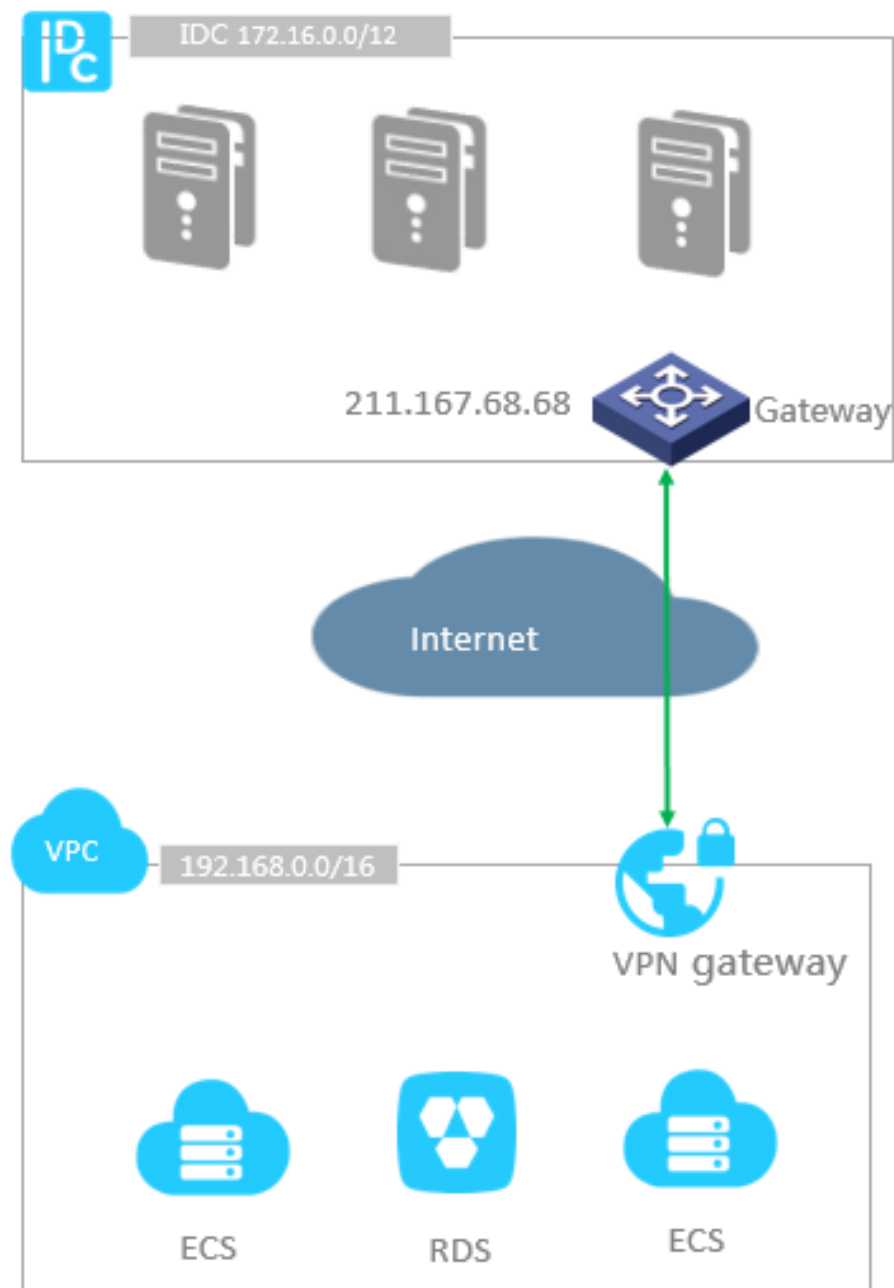 IDC
IDC 172.16.0.0/12
211.167.68.68
Gateway
Internet
VPC
192.168.0.0/16
VPN gateway
ECS
RDS
ECS